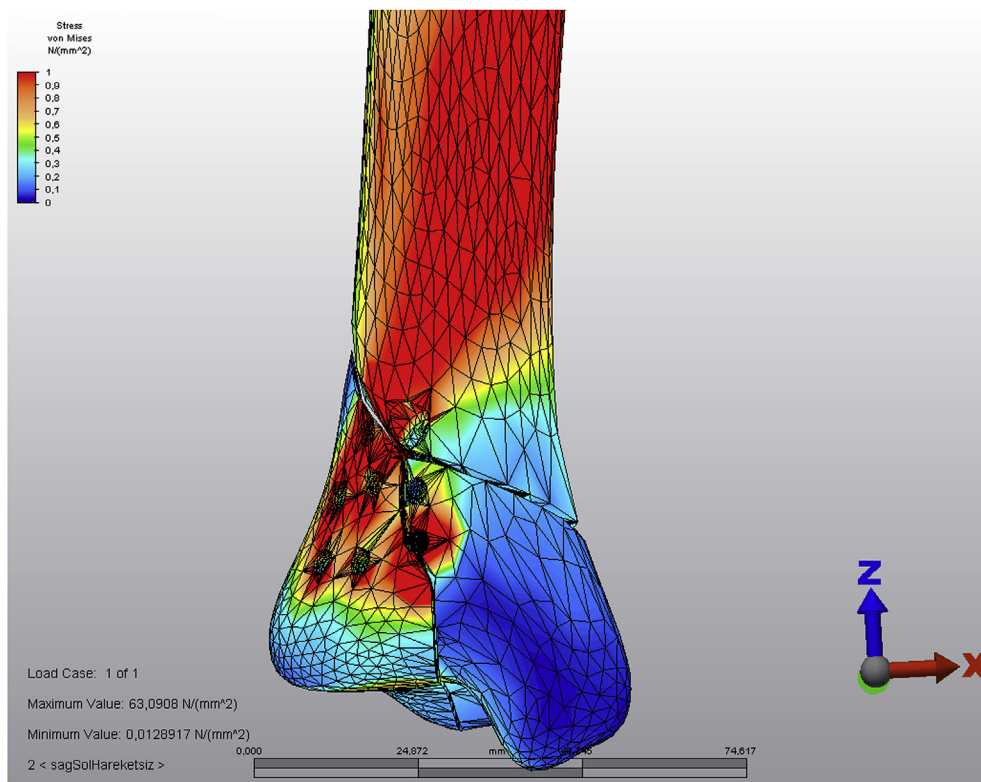 Stress
von Mises
N/(mm^2)
1
0,9
0,8
0,7
0,6
0,5
0,4
0,3
0,2
0,1
0
Z
X
Load Case: 1 of 1
Maximum Value: 63,0908 N/(mm^2)
Minimum Value: 0,0128917 N/(mm^2)
2 < sagSolHareketsiz >
0,000 24,872 mm 74,617